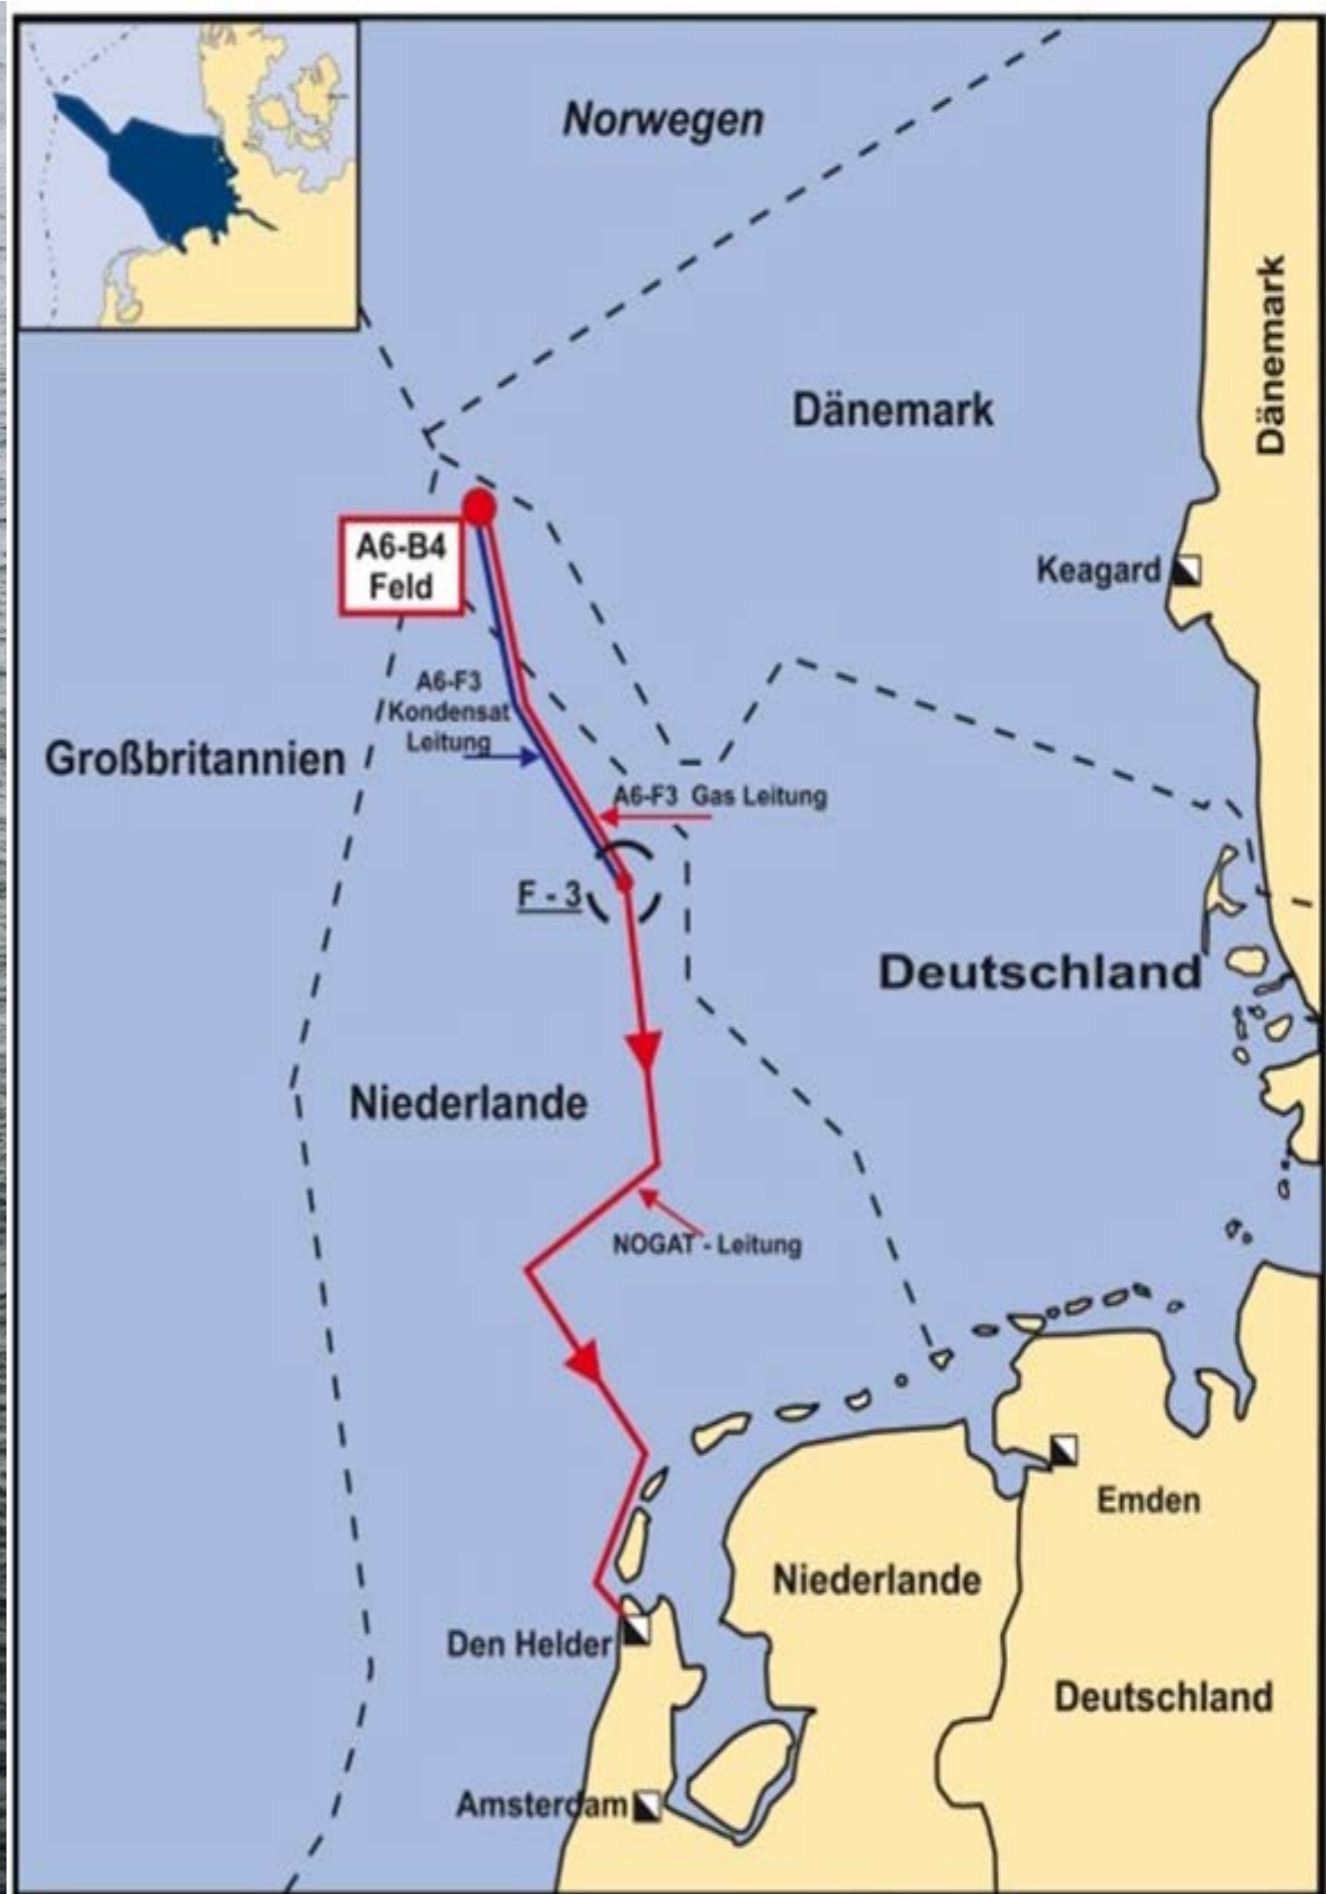 Norwegen
Dänemark
Dänemark
A6-B4
Feld
Keagard
A6-F3
Kondensat
Leitung
Großbritannien
A6-F3 Gas Leitung
F - 3
Deutschland
Niederlande
NOGAT - Leitung
Emden
Niederlande
Den Helder
Deutschland
Amsterdam